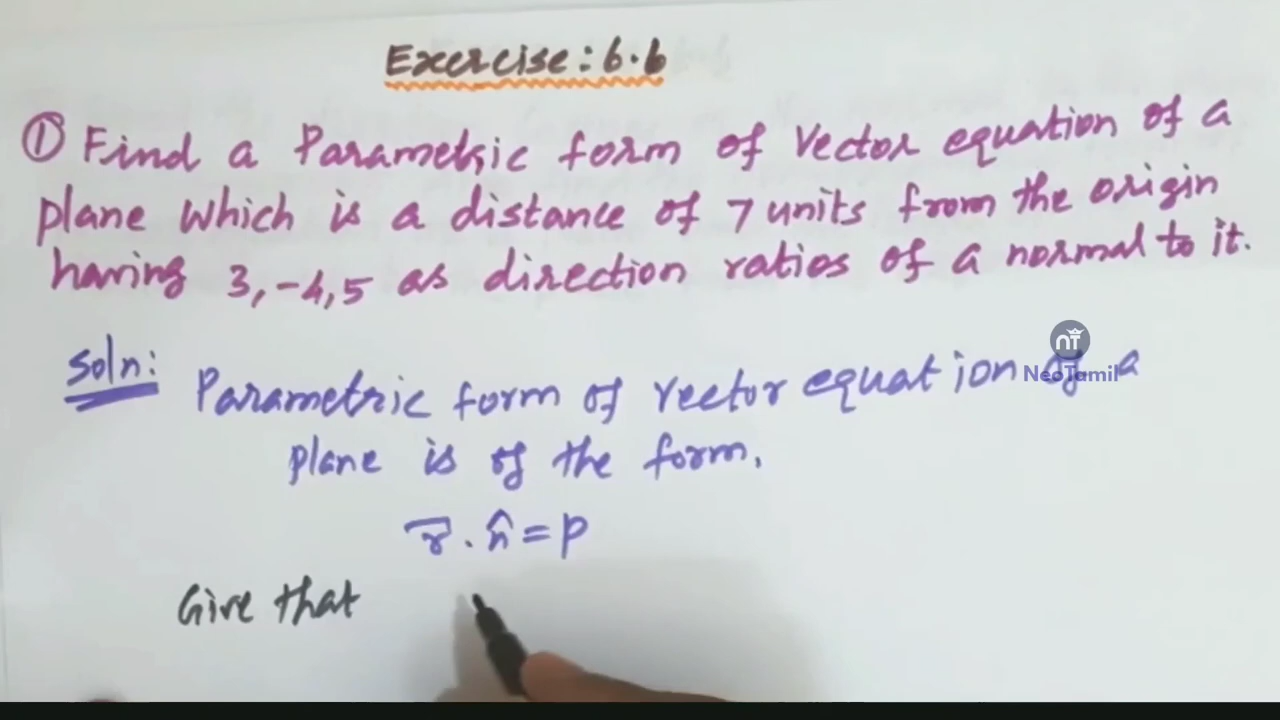 Exercise: 6.6
① Find a Parametric form of Vector equation of a
plane which is a distance of 7 units from the origin
having 3, -4, 5 as direction ratios of a normal to it.
Soln: Parametric form of vector equation of a
plane is of the form.
r̅ . n̂ = p
Give that
NT
NeoTamil